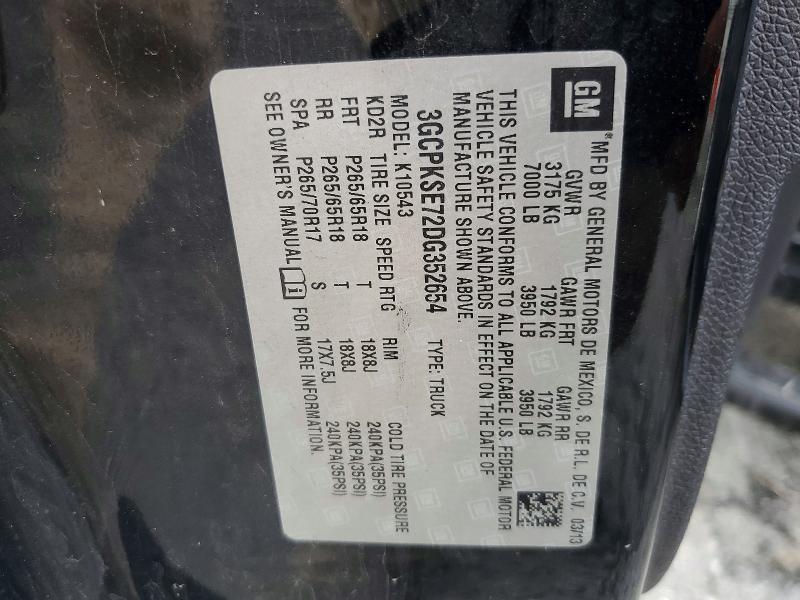 GM
MFD BY GENERAL MOTORS DE MEXICO, S. DE R.L. DE C.V. 03/13
GVWR GAWR FRT GAWR RR
3175 KG 1792 KG 1792 KG
7000 LB 3950 LB 3950 LB
THIS VEHICLE CONFORMS TO ALL APPLICABLE U.S. FEDERAL MOTOR
VEHICLE SAFETY STANDARDS IN EFFECT ON THE DATE OF
MANUFACTURE SHOWN ABOVE.
3GCPKSE72DG352654 TYPE: TRUCK
MODEL: K10543
KD2R TIRE SIZE SPEED RTG RIM COLD TIRE PRESSURE
FRT P265/65R18 T 18X8J 240KPA(35PSI)
RR P265/65R18 T 18X8J 240KPA(35PSI)
SPA P265/70R17 S 17X7.5J 240KPA(35PSI)
SEE OWNER'S MANUAL i FOR MORE INFORMATION.